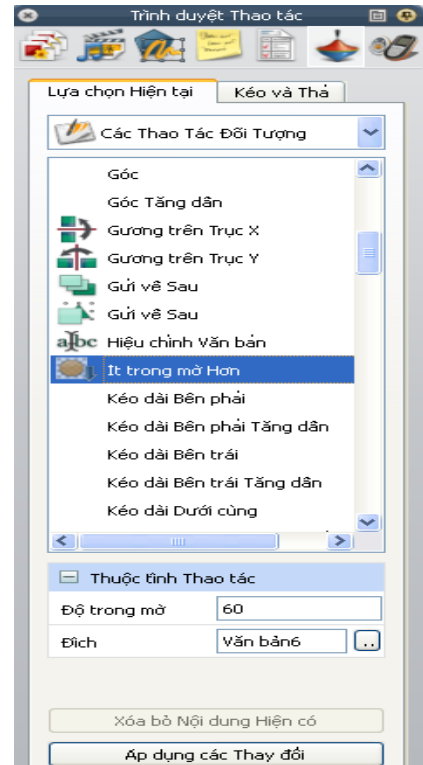 Trình duyệt Thao tác
Lựa chọn Hiện tại
Kéo và Thả
Các Thao Tác Đối Tượng
Góc
Góc Tăng dần
Gương trên Trục X
Gương trên Trục Y
Gửi về Sau
Gửi về Sau
Hiệu chỉnh Văn bản
Ít trong mờ Hơn
Kéo dài Bên phải
Kéo dài Bên phải Tăng dần
Kéo dài Bên trái
Kéo dài Bên trái Tăng dần
Kéo dài Dưới cùng
Thuộc tính Thao tác
Độ trong mờ 60
Đích Văn bản6 ..
Xóa bỏ Nội dung Hiện có
Áp dụng các Thay đổi